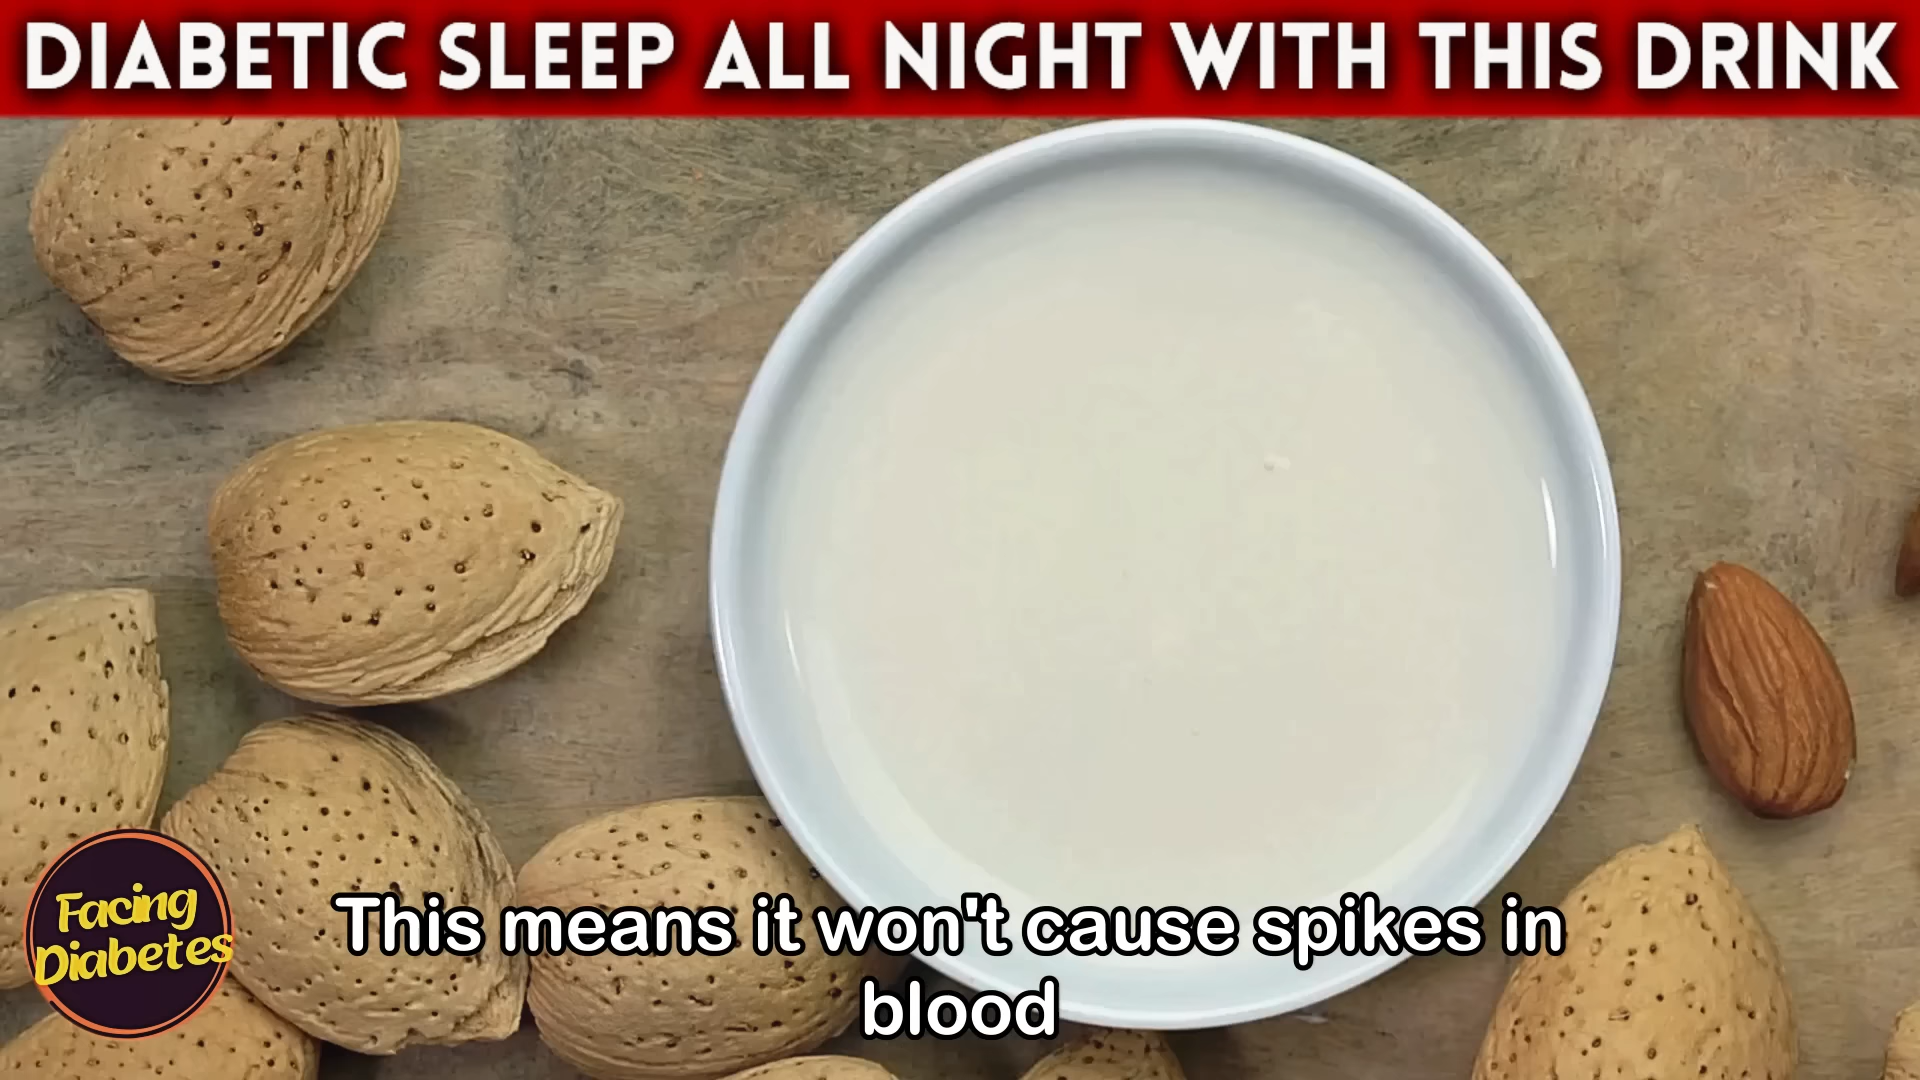 DIABETIC SLEEP ALL NIGHT WITH THIS DRINK
Facing
Diabetes
This means it won't cause spikes in
blood